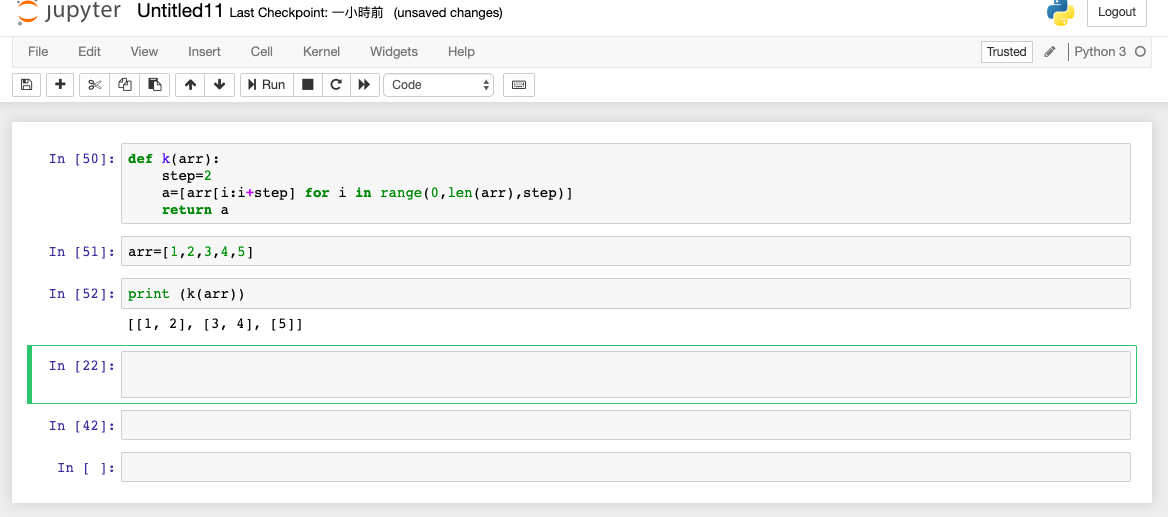 jupyter Untitled11 Last Checkpoint: 一小時前 (unsaved changes) Logout
File Edit View Insert Cell Kernel Widgets Help Trusted Python 3
Run Code
In [50]: def k(arr):
    step=2
    a=[arr[i:i+step] for i in range(0,len(arr),step)]
    return a
In [51]: arr=[1,2,3,4,5]
In [52]: print (k(arr))
[[1, 2], [3, 4], [5]]
In [22]:
In [42]:
In [ ]: